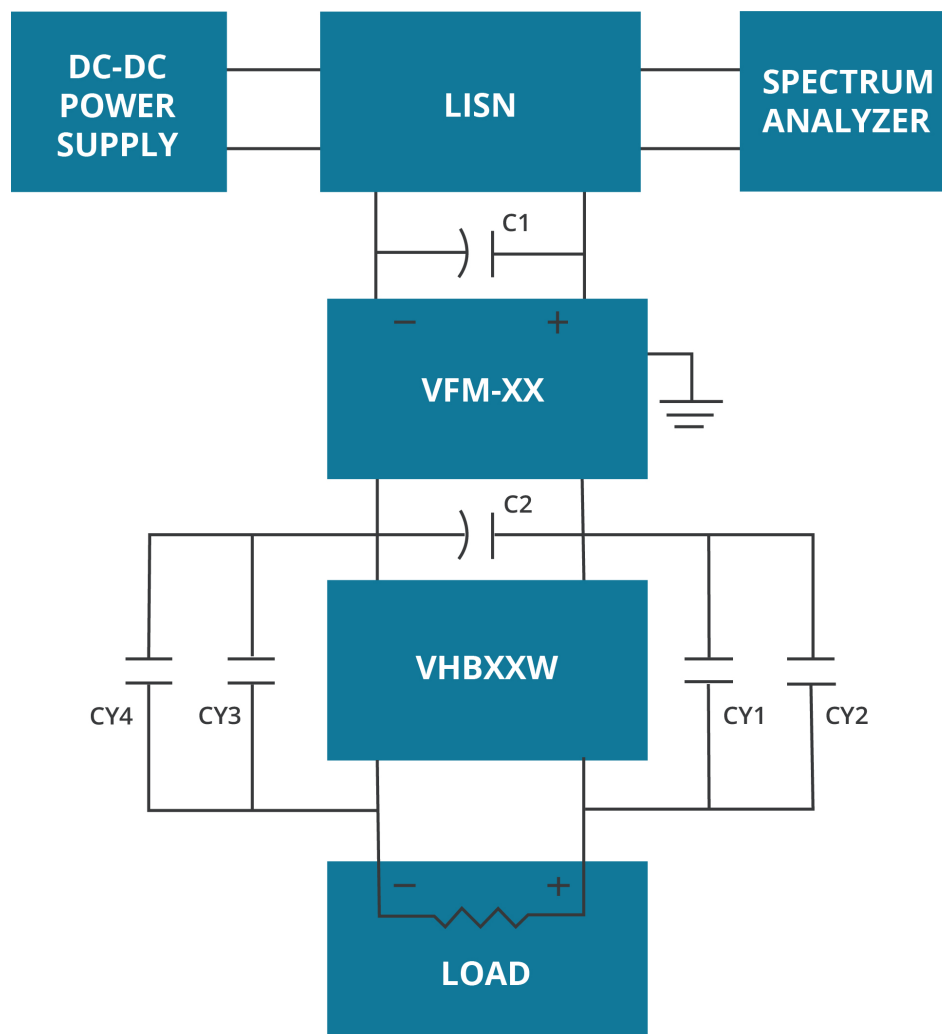 DC-DC
POWER
SUPPLY
LISN
SPECTRUM
ANALYZER
C1
− +
VFM-XX
C2
VHBXXW
CY4
CY3
CY1
CY2
− +
LOAD